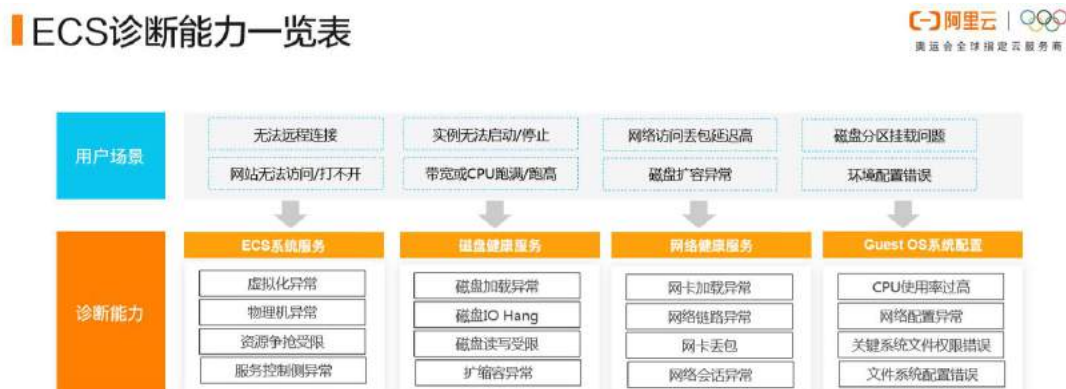 ECS诊断能力一览表
阿里云
奥运会全球指定云服务商
用户场景
无法远程连接
实例无法启动/停止
网络访问丢包延迟高
磁盘分区挂载问题
网站无法访问/打不开
带宽或CPU跑满/跑高
磁盘扩容异常
环境配置错误
诊断能力
ECS系统服务
磁盘健康服务
网络健康服务
Guest OS系统配置
虚拟化异常
磁盘加载异常
网卡加载异常
CPU使用率过高
物理机异常
磁盘IO Hang
网络链路异常
网络配置异常
资源争抢受限
磁盘读写受限
网卡丢包
关键系统文件权限错误
服务控制侧异常
扩缩容异常
网络会话异常
文件系统配置错误